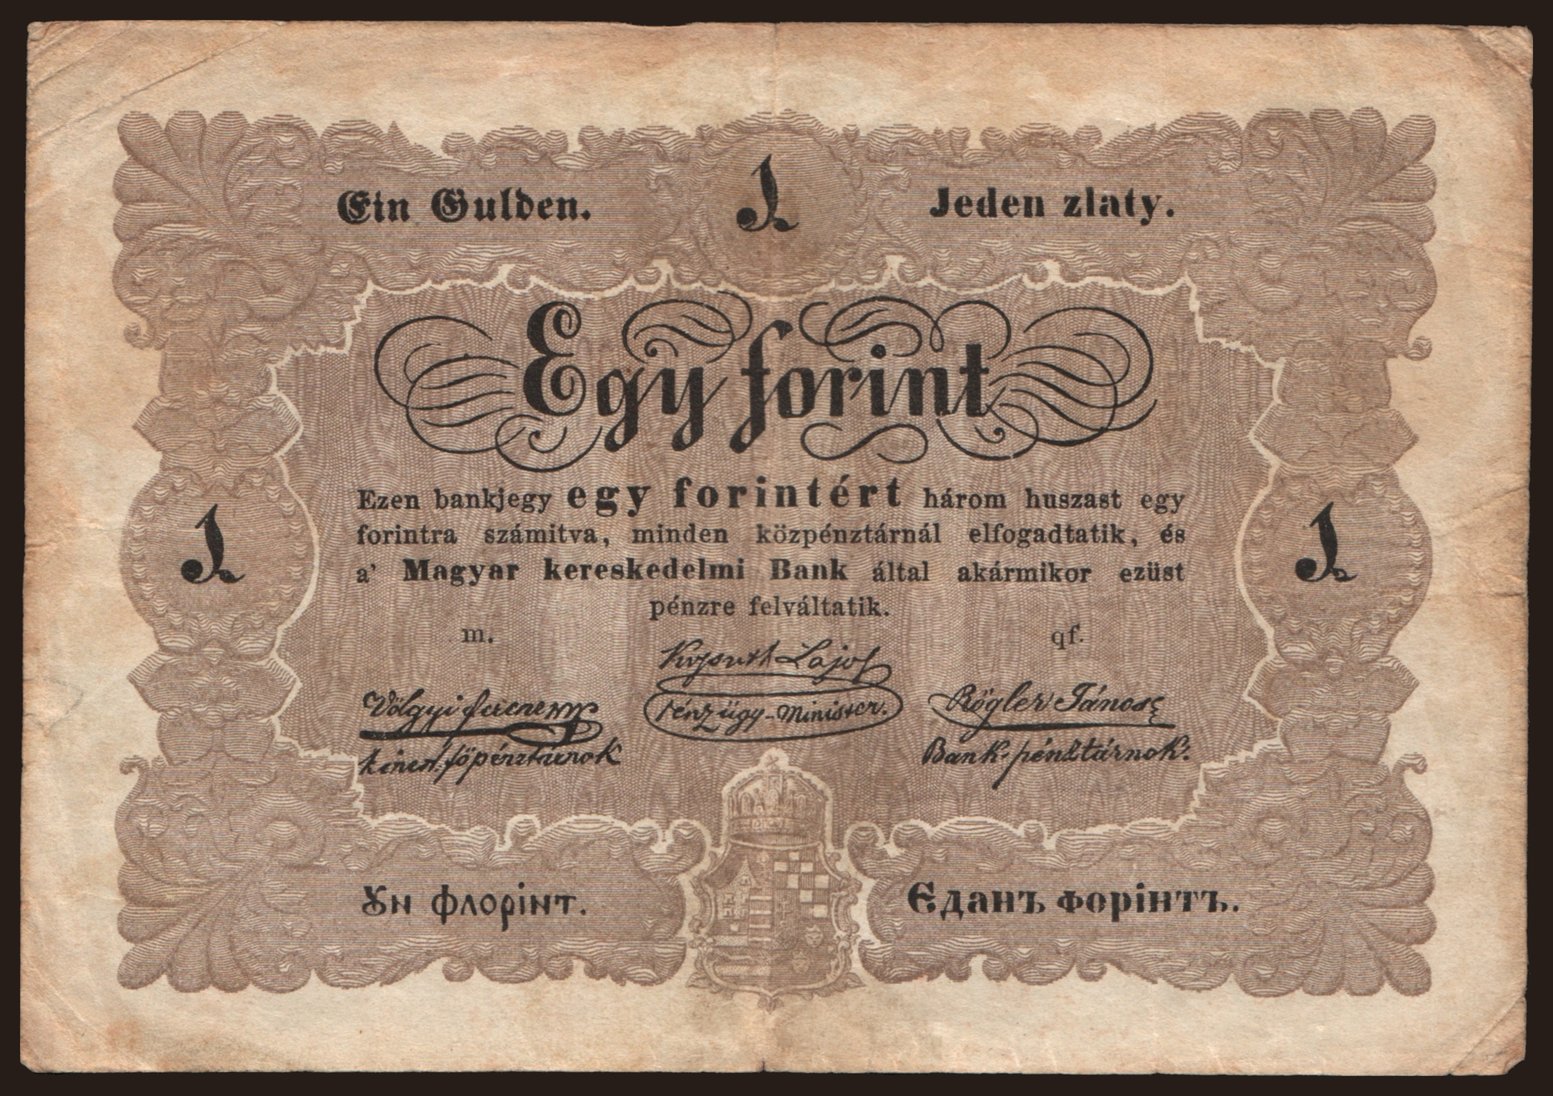 Ein Gulden.
1
Jeden zlaty.
Egy forint
Ezen bankjegy egy forintért három huszast egy
forintra számitva, minden közpénztárnál elfogadtatik, és
a' Magyar kereskedelmi Bank által akármikor ezüst
pénzre felváltatik.
1
1
m.
qf.
Kossuth Lajos
Pénzügy-Minister.
Völgyi Ferencz
kincst. főpénztárnok
Rögler János
Bank-pénztárnok.
Ꙋн флорінт.
Єданъ форінтъ.